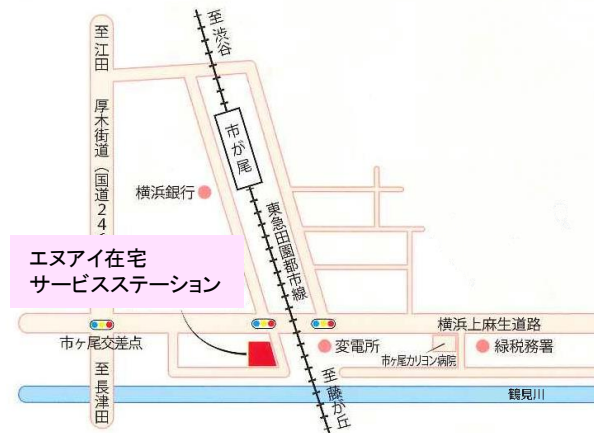 至渋谷
至江田
厚木街道(国道246
市が尾
横浜銀行
東急田園都市線
エヌアイ在宅
サービスステーション
横浜上麻生道路
市ヶ尾交差点
変電所
市ヶ尾カリヨン病院
緑税務署
至長津田
至藤が丘
鶴見川